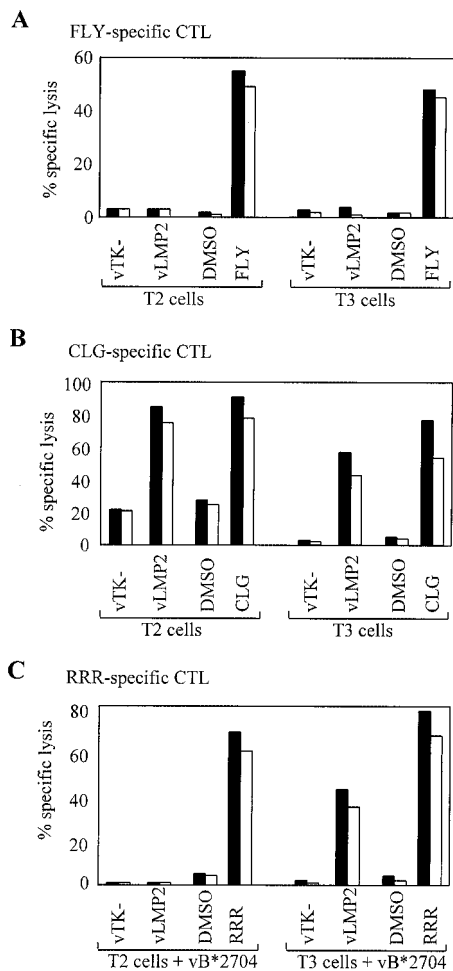 A
FLY-specific CTL
% specific lysis
60
40
20
0
vTK-
vLMP2
DMSO
FLY
vTK-
vLMP2
DMSO
FLY
T2 cells
T3 cells
B
CLG-specific CTL
% specific lysis
100
80
60
40
20
0
vTK-
vLMP2
DMSO
CLG
vTK-
vLMP2
DMSO
CLG
T2 cells
T3 cells
C
RRR-specific CTL
% specific lysis
80
60
40
20
0
vTK-
vLMP2
DMSO
RRR
vTK-
vLMP2
DMSO
RRR
T2 cells + vB*2704
T3 cells + vB*2704